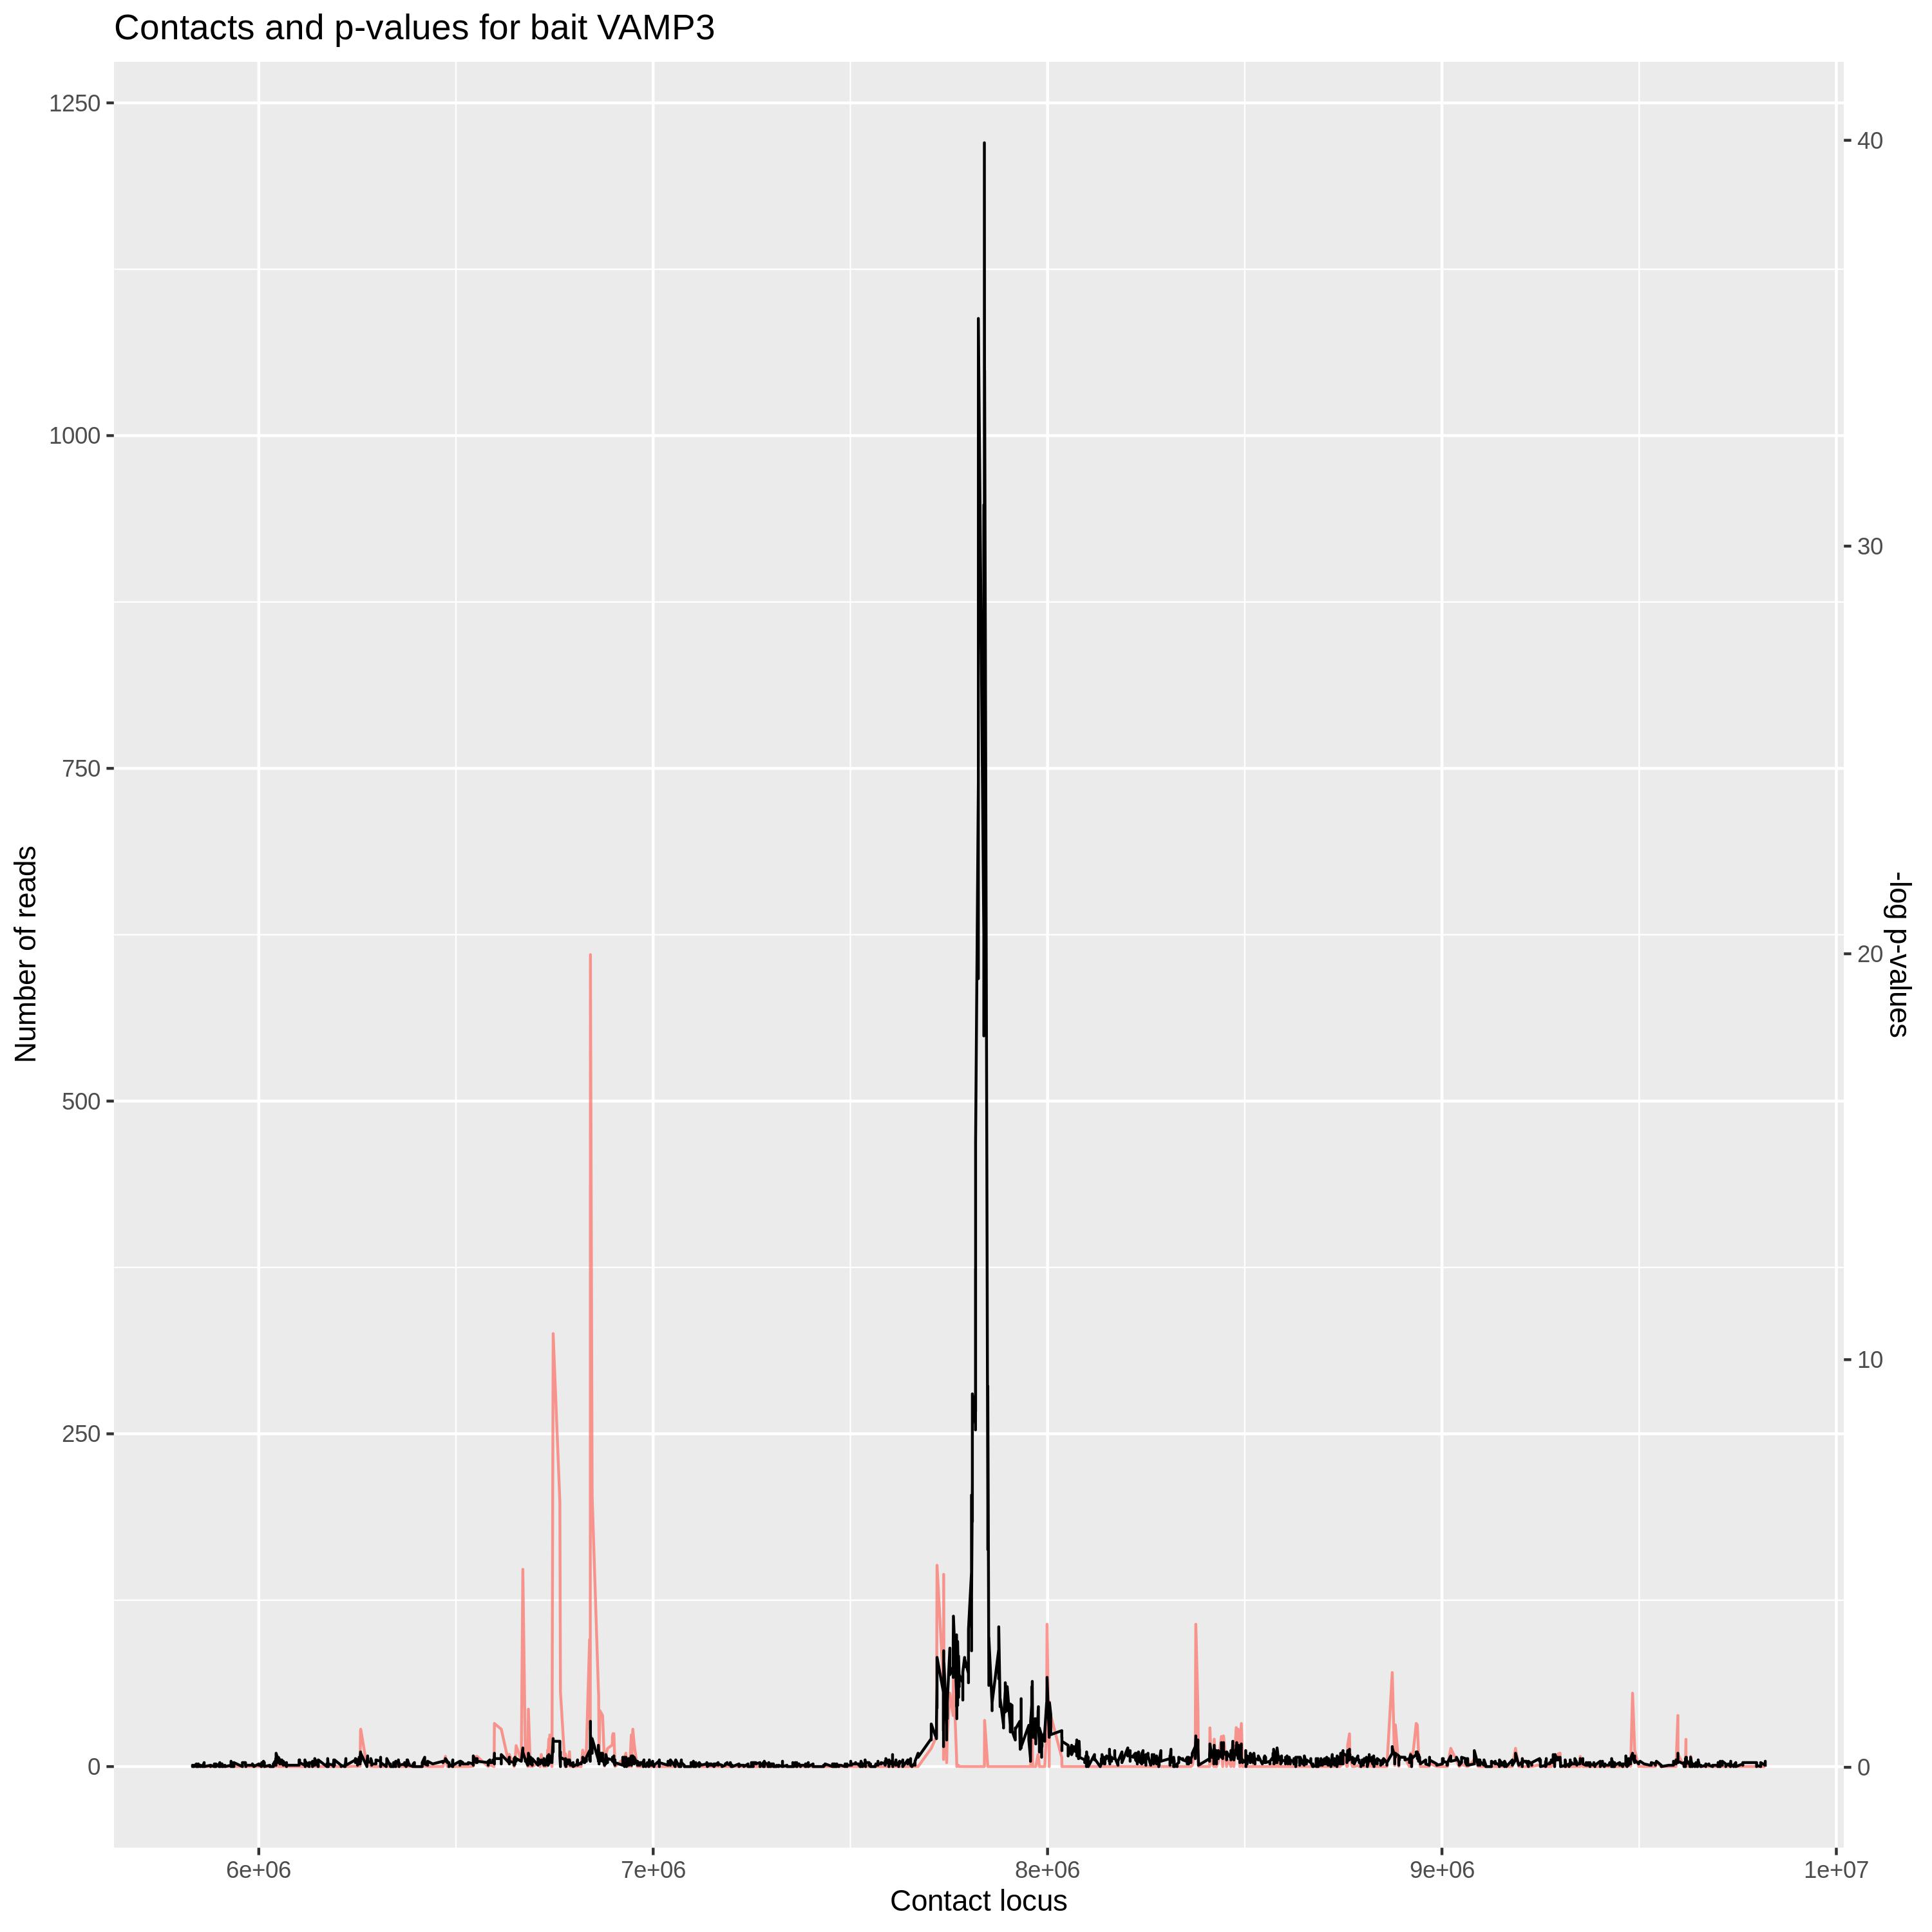 Contacts and p-values for bait VAMP3
1250
1000
750
500
250
0
Number of reads
40
30
20
10
0
-log p-values
6e+06
7e+06
8e+06
9e+06
1e+07
Contact locus